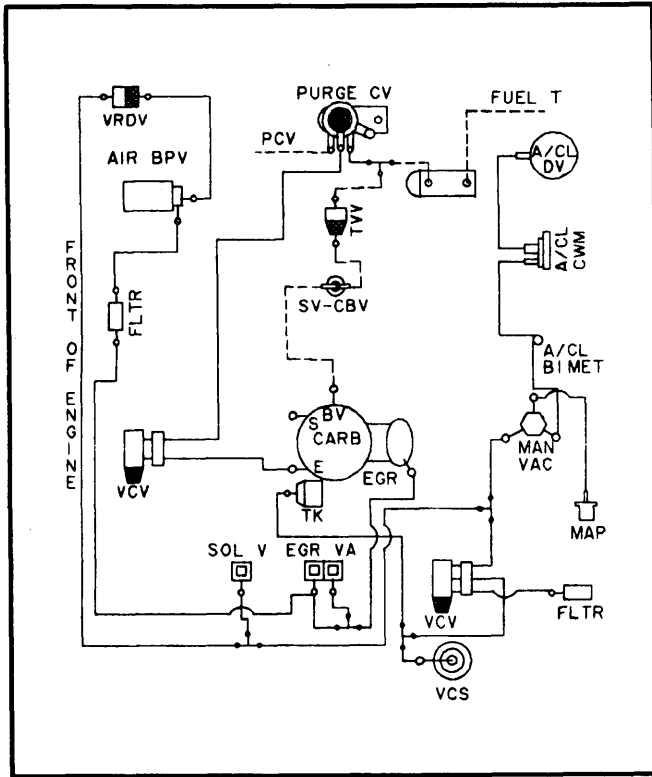 PURGE CV
FUEL T
VRDV
PCV
A/CL
DV
AIR BPV
TVV
A/CL
CWM
FLTR
SV-CBV
FRONT OF ENGINE
A/CL
BIMET
S
BV
CARB
E
EGR
MAN
VAC
VCV
TK
MAP
SOL V
EGR VA
VCV
FLTR
VCS